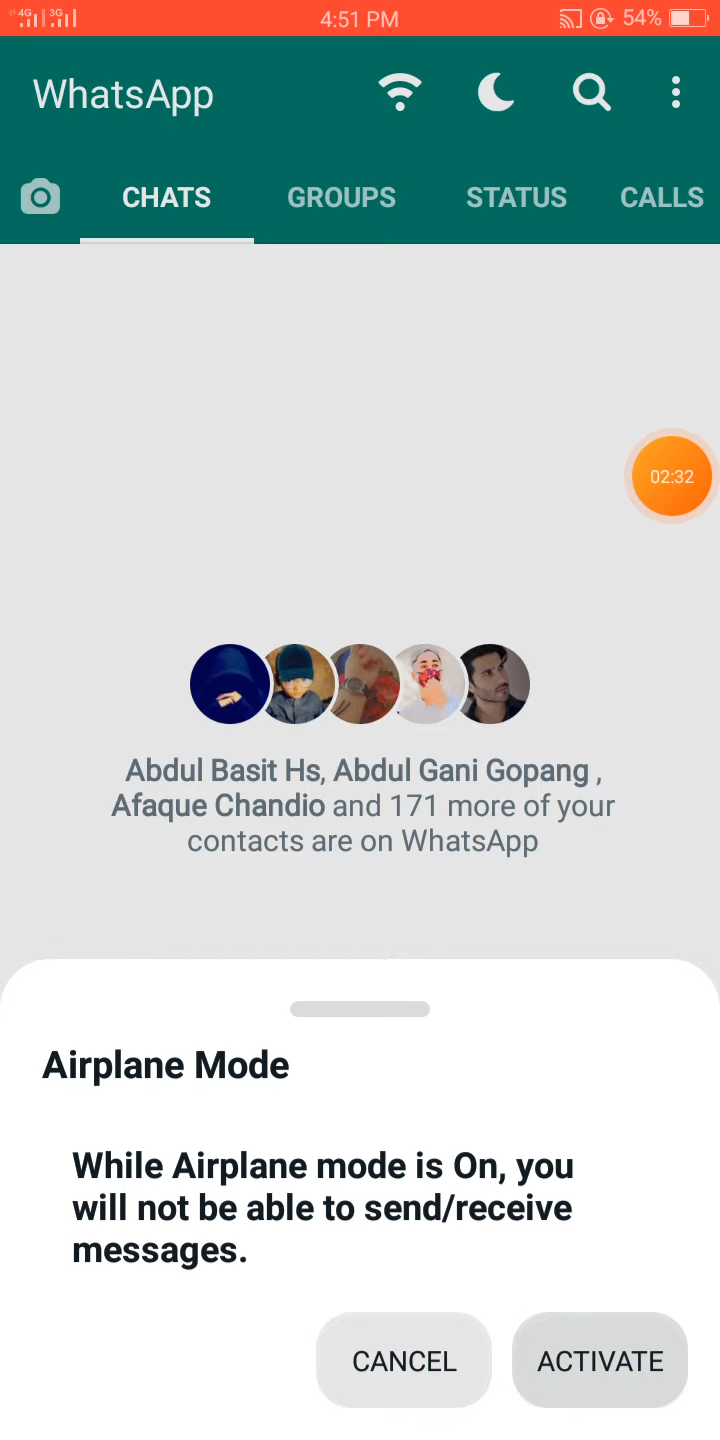 4G 3G 4:51 PM 54%
WhatsApp
CHATS GROUPS STATUS CALLS
02:32
Abdul Basit Hs, Abdul Gani Gopang ,
Afaque Chandio and 171 more of your
contacts are on WhatsApp
Airplane Mode
While Airplane mode is On, you
will not be able to send/receive
messages.
CANCEL ACTIVATE